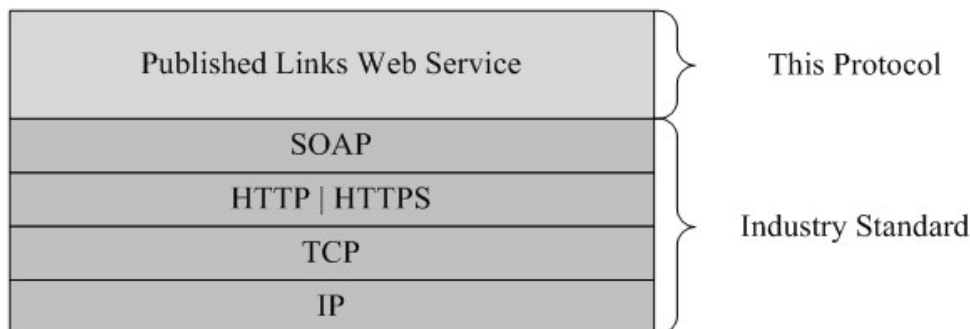 Published Links Web Service
This Protocol
SOAP
HTTP | HTTPS
TCP
IP
Industry Standard